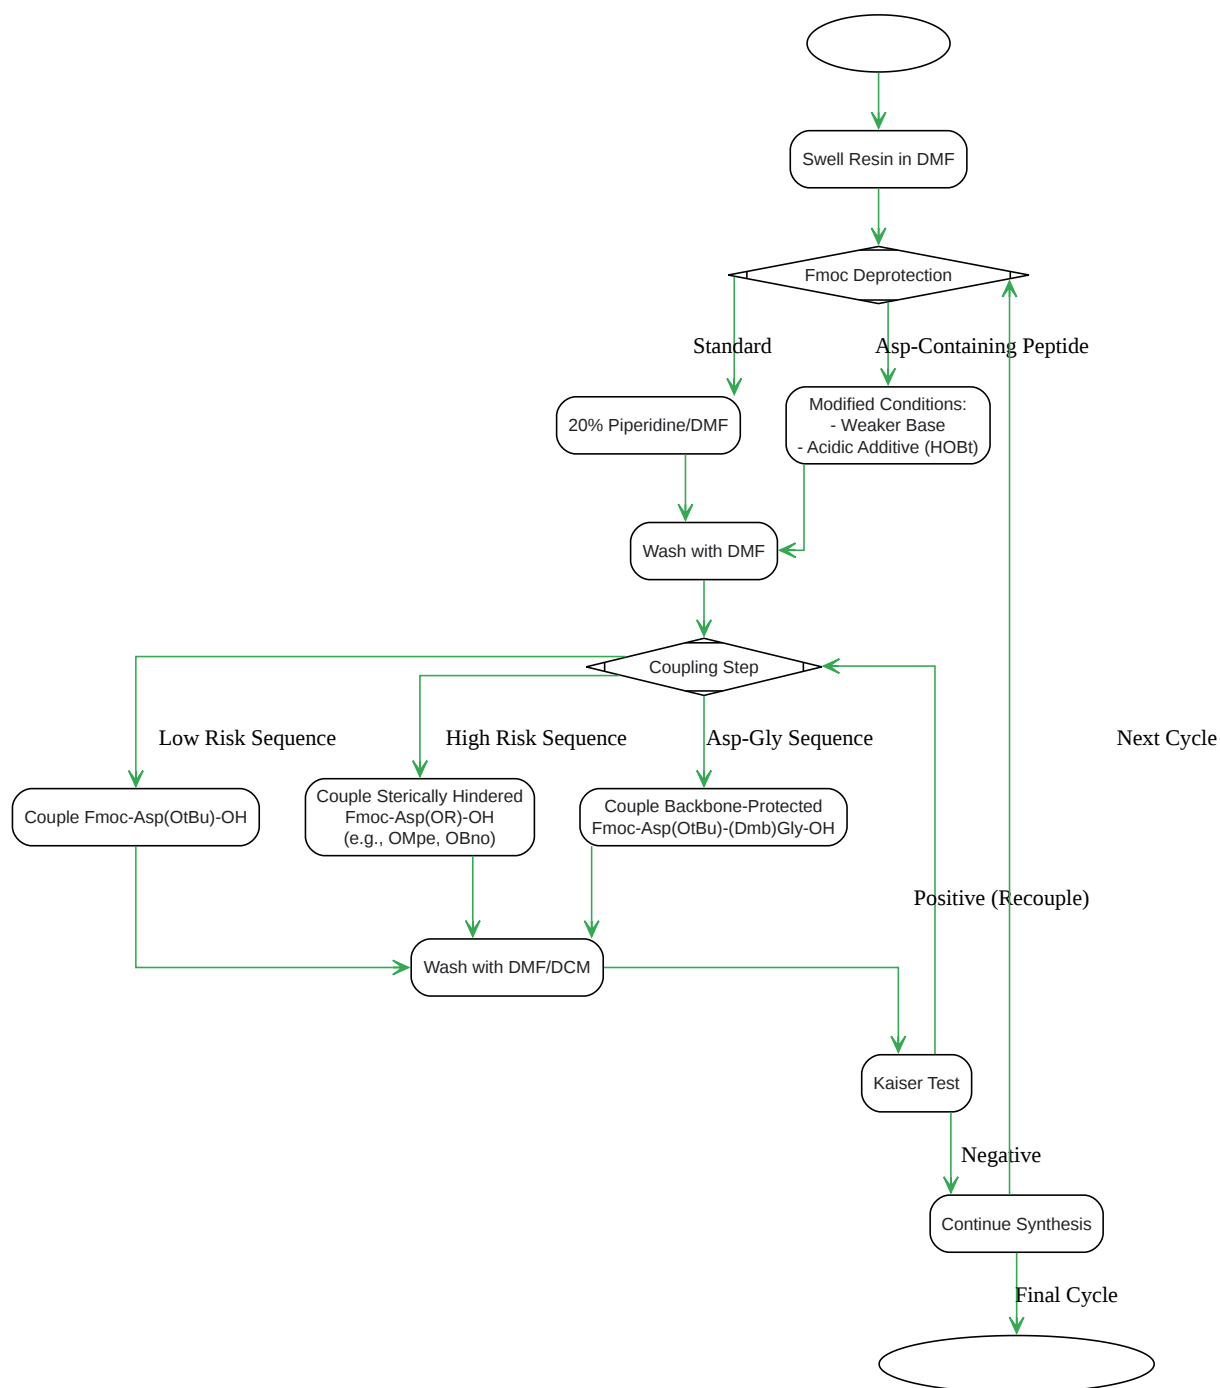 Swell Resin in DMF
Fmoc Deprotection
Standard
Asp-Containing Peptide
20% Piperidine/DMF
Modified Conditions:
- Weaker Base
- Acidic Additive (HOBt)
Wash with DMF
Coupling Step
Low Risk Sequence
High Risk Sequence
Asp-Gly Sequence
Next Cycle
Couple Fmoc-Asp(OtBu)-OH
Couple Sterically Hindered
Fmoc-Asp(OR)-OH
(e.g., OMpe, OBno)
Couple Backbone-Protected
Fmoc-Asp(OtBu)-(Dmb)Gly-OH
Positive (Recouple)
Wash with DMF/DCM
Kaiser Test
Negative
Continue Synthesis
Final Cycle